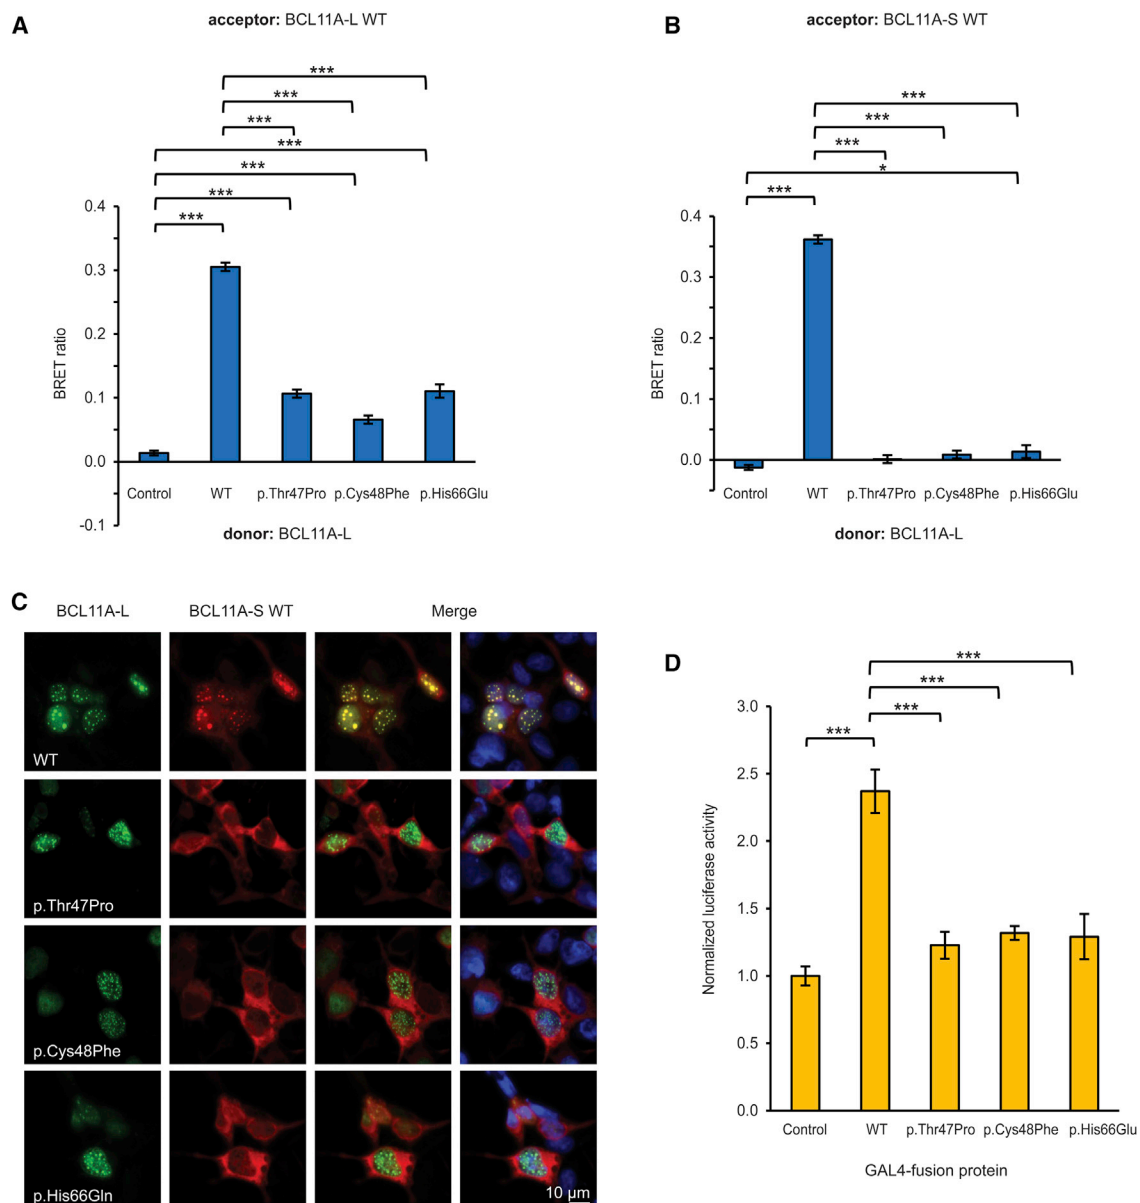 A
acceptor: BCL11A-L WT
***
***
***
***
***
***
***
0.4
0.3
0.2
0.1
0.0
-0.1
BRET ratio
Control WT p.Thr47Pro p.Cys48Phe p.His66Glu
donor: BCL11A-L
B
acceptor: BCL11A-S WT
***
***
***
*
***
0.4
0.3
0.2
0.1
0.0
BRET ratio
Control WT p.Thr47Pro p.Cys48Phe p.His66Glu
donor: BCL11A-L
C
BCL11A-L BCL11A-S WT Merge
WT
p.Thr47Pro
p.Cys48Phe
p.His66Gln
10 µm
D
***
***
***
***
3.0
2.5
2.0
1.5
1.0
0.5
0.0
Normalized luciferase activity
Control WT p.Thr47Pro p.Cys48Phe p.His66Glu
GAL4-fusion protein